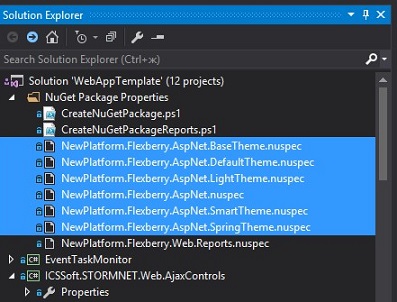 Solution Explorer
Search Solution Explorer (Ctrl+ж)
Solution 'WebAppTemplate' (12 projects)
NuGet Package Properties
CreateNuGetPackage.ps1
CreateNuGetPackageReports.ps1
NewPlatform.Flexberry.AspNet.BaseTheme.nuspec
NewPlatform.Flexberry.AspNet.DefaultTheme.nuspec
NewPlatform.Flexberry.AspNet.LightTheme.nuspec
NewPlatform.Flexberry.AspNet.nuspec
NewPlatform.Flexberry.AspNet.SmartTheme.nuspec
NewPlatform.Flexberry.AspNet.SpringTheme.nuspec
NewPlatform.Flexberry.Web.Reports.nuspec
C# EventTaskMonitor
C# ICSSoft.STORMNET.Web.AjaxControls
Properties